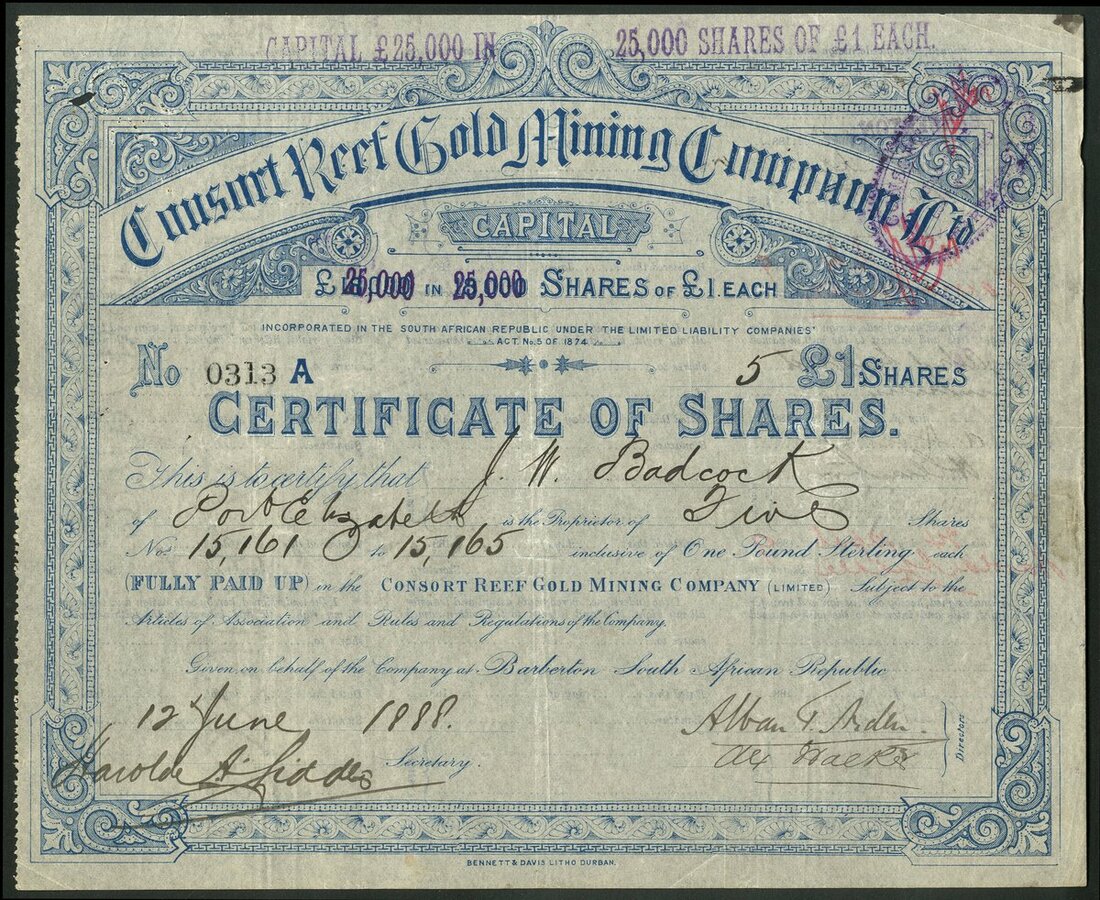 CAPITAL £25,000 IN 25,000 SHARES OF £1 EACH.
Consort Reef Gold Mining Company Ltd
CAPITAL
£ 25,000 IN 25,000 SHARES OF £1. EACH
INCORPORATED IN THE SOUTH AFRICAN REPUBLIC UNDER "THE LIMITED LIABILITY COMPANIES"
ACT. No. 5 OF 1874.
No 0313 A 5 £1 SHARES
CERTIFICATE OF SHARES.
This is to certify that J. W. Badcock
of Port Elizabeth is the Proprietor of Five Shares
Nos 15,161 to 15,165 inclusive of One Pound Sterling each
(FULLY PAID UP) in the CONSORT REEF GOLD MINING COMPANY (LIMITED) Subject to the
Articles of Association and Rules and Regulations of the Company.
Given on behalf of the Company at Barberton South African Republic
12 June 1888.
Alban T. Arden.
Alex Walker
Directors
Harold A. Secretary.
BENNETT & DAVIS LITHO DURBAN.